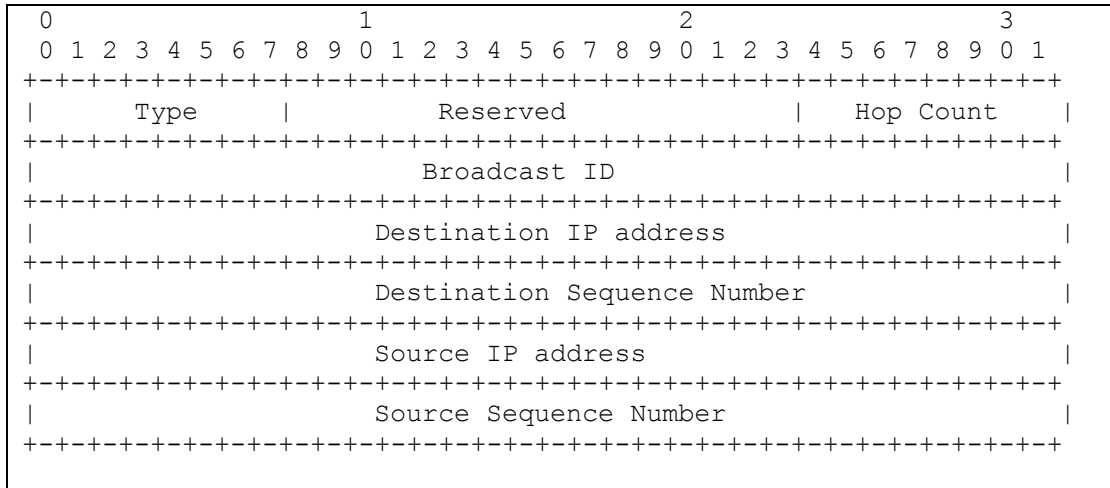 0                   1                   2                   3
 0 1 2 3 4 5 6 7 8 9 0 1 2 3 4 5 6 7 8 9 0 1 2 3 4 5 6 7 8 9 0 1
+-+-+-+-+-+-+-+-+-+-+-+-+-+-+-+-+-+-+-+-+-+-+-+-+-+-+-+-+-+-+-+-+
|      Type     |         Reserved              |   Hop Count   |
+-+-+-+-+-+-+-+-+-+-+-+-+-+-+-+-+-+-+-+-+-+-+-+-+-+-+-+-+-+-+-+-+
|                        Broadcast ID                            |
+-+-+-+-+-+-+-+-+-+-+-+-+-+-+-+-+-+-+-+-+-+-+-+-+-+-+-+-+-+-+-+-+
|                     Destination IP address                     |
+-+-+-+-+-+-+-+-+-+-+-+-+-+-+-+-+-+-+-+-+-+-+-+-+-+-+-+-+-+-+-+-+
|                     Destination Sequence Number                |
+-+-+-+-+-+-+-+-+-+-+-+-+-+-+-+-+-+-+-+-+-+-+-+-+-+-+-+-+-+-+-+-+
|                     Source IP address                          |
+-+-+-+-+-+-+-+-+-+-+-+-+-+-+-+-+-+-+-+-+-+-+-+-+-+-+-+-+-+-+-+-+
|                     Source Sequence Number                     |
+-+-+-+-+-+-+-+-+-+-+-+-+-+-+-+-+-+-+-+-+-+-+-+-+-+-+-+-+-+-+-+-+